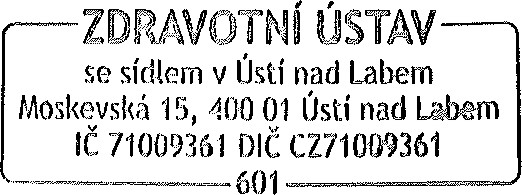 ZDRAVOTNÍ ÚSTAV
se sídlem v Ústí nad Labem
Moskevská 15, 400 01 Ústí nad Labem
IČ 71009361 DIČ CZ71009361
601